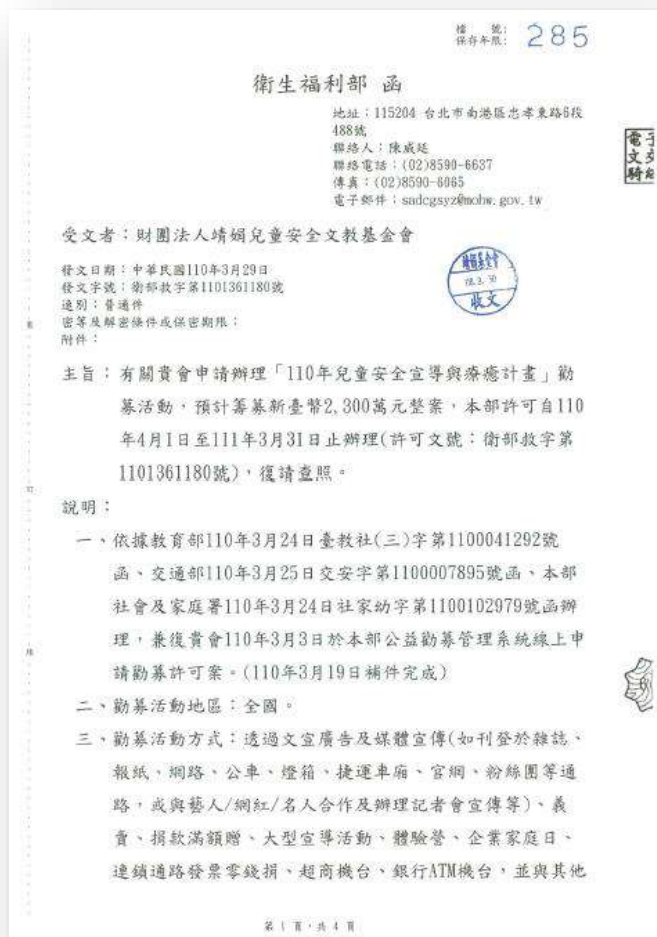 檔　　號:
保存年限:
285
衛生福利部 函
地址：115204 台北市南港區忠孝東路6段
488號
聯絡人：陳威廷
聯絡電話：(02)8590-6637
傳真：(02)8590-6065
電子郵件：sadcgsyz@mohw.gov.tw
電子交
文
騎
受文者：財團法人靖娟兒童安全文教基金會
發文日期：中華民國110年3月29日
發文字號：衛部救字第1101361180號
速別：普通件
密等及解密條件或保密期限：
附件：
靖娟基金會
收文
主旨：有關貴會申請辦理「110年兒童安全宣導與療癒計畫」勸
募活動，預計籌募新臺幣2,300萬元整案，本部許可自110
年4月1日至111年3月31日止辦理(許可文號：衛部救字第
1101361180號)，復請查照。
說明：
一、依據教育部110年3月24日臺教社(三)字第1100041292號
函、交通部110年3月25日交安字第1100007895號函、本部
社會及家庭署110年3月24日社家幼字第1100102979號函辦
理，兼復貴會110年3月3日於本部公益勸募管理系統線上申
請勸募許可案。(110年3月19日補件完成)
二、勸募活動地區：全國。
三、勸募活動方式：透過文宣廣告及媒體宣傳(如刊登於雜誌、
報紙、網路、公車、燈箱、捷運車廂、官網、粉絲團等通
路，或與藝人/網紅/名人合作及辦理記者會宣傳等)、義
賣、捐款滿額贈、大型宣導活動、體驗營、企業家庭日、
連鎖通路發票零錢捐、超商機台、銀行ATM機台，並與其他
第 1 頁，共 4 頁